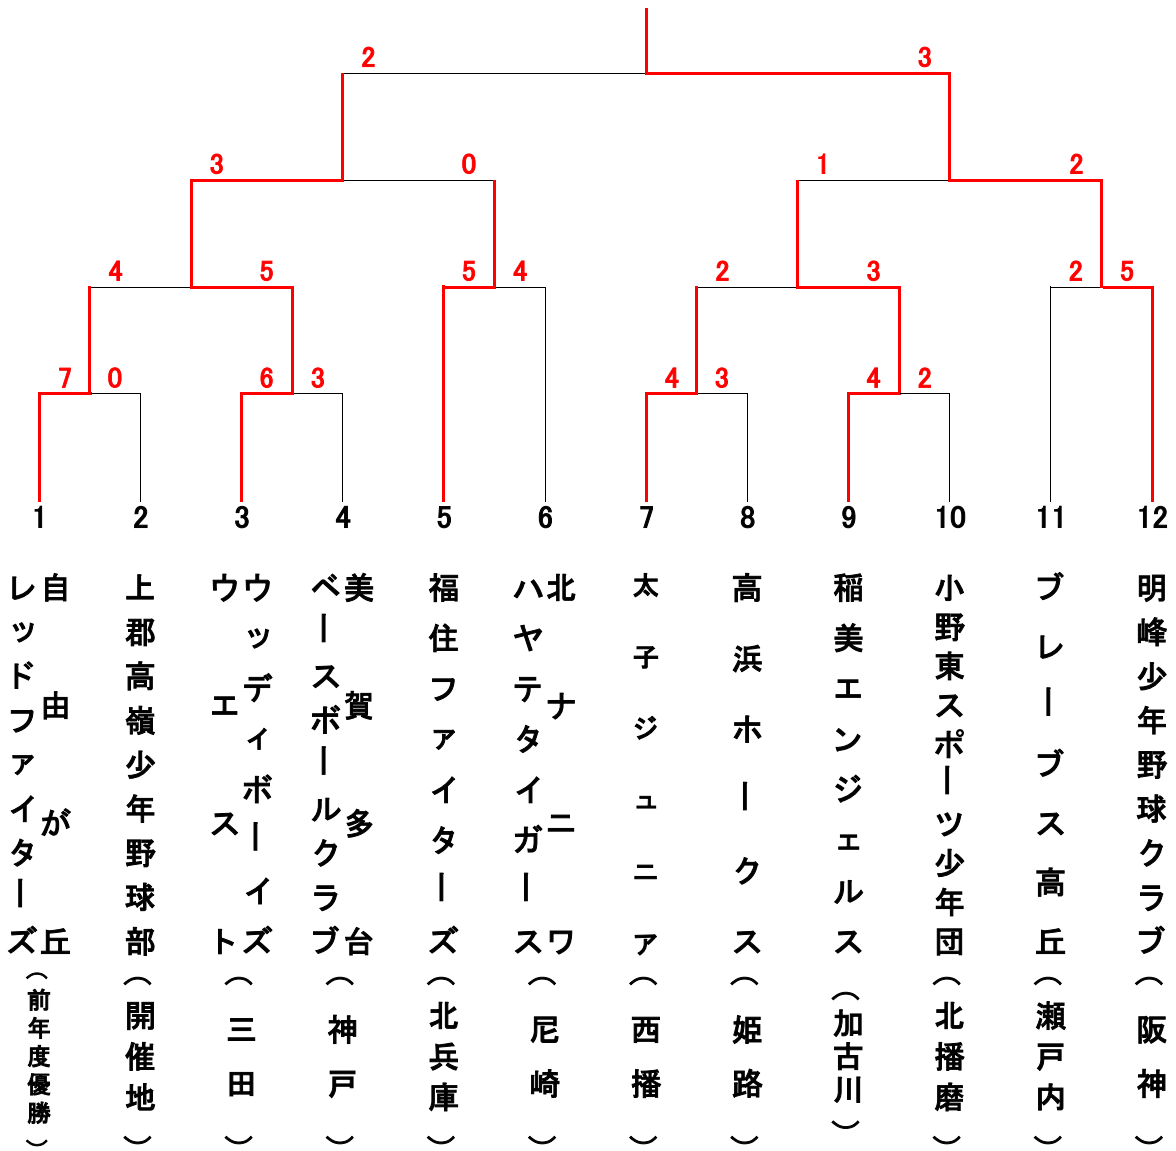 2 3
3 0 1 2
4 5 5 4 2 3 2 5
7 0 6 3 4 3 4 2
1 2 3 4 5 6 7 8 9 10 11 12
自由が丘
レッドファイターズ
（前年度優勝）
上郡高嶺少年野球部（開催地）
ウッディボーイズ
ウエスト
（三田）
美賀多台
ベースボールクラブ
（神戸）
福住ファイターズ（北兵庫）
北ナニワ
ハヤテタイガース
（尼崎）
太子ジュニア（西播）
高浜ホークス（姫路）
稲美エンジェルス（加古川）
小野東スポーツ少年団（北播磨）
ブレーブス高丘（瀬戸内）
明峰少年野球クラブ（阪神）